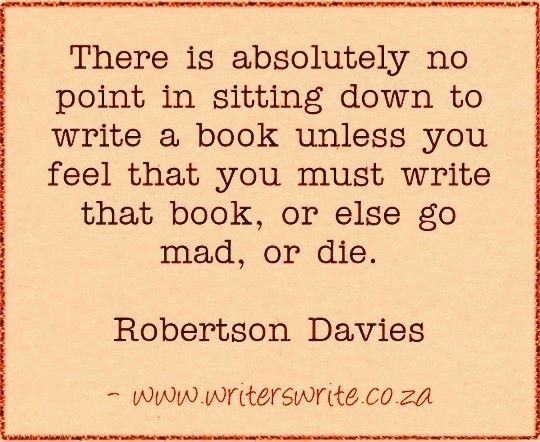 There is absolutely no
point in sitting down to
write a book unless you
feel that you must write
that book, or else go
mad, or die.
Robertson Davies
- www.writerswrite.co.za